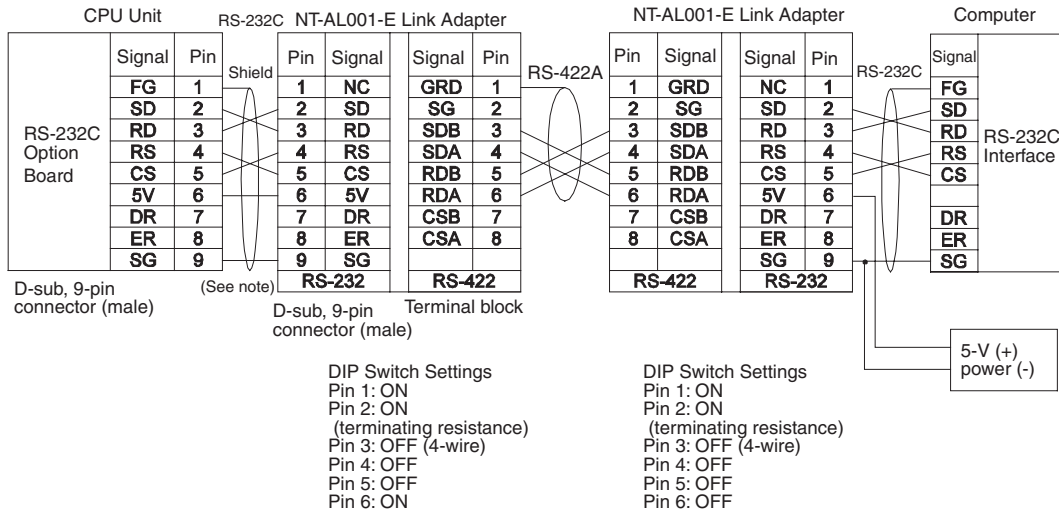 CPU Unit RS-232C NT-AL001-E Link Adapter NT-AL001-E Link Adapter Computer
Signal Pin Pin Signal Signal Pin Pin Signal Signal Pin Signal
Shield RS-422A RS-232C
FG 1 1 NC GRD 1 1 GRD NC 1 FG
SD 2 2 SD SG 2 2 SG SD 2 SD
RD 3 3 RD SDB 3 3 SDB RD 3 RD
RS 4 4 RS SDA 4 4 SDA RS 4 RS
CS 5 5 CS RDB 5 5 RDB CS 5 CS
5V 6 6 5V RDA 6 6 RDA 5V 6
DR 7 7 DR CSB 7 7 CSB DR 7 DR
ER 8 8 ER CSA 8 8 CSA ER 8 ER
SG 9 9 SG SG 9 SG
RS-232C
Option
Board
RS-232C
Interface
RS-232 RS-422 RS-422 RS-232
D-sub, 9-pin
connector (male)
(See note)
D-sub, 9-pin
connector (male)
Terminal block
5-V (+)
power (-)
DIP Switch Settings
Pin 1: ON
Pin 2: ON
(terminating resistance)
Pin 3: OFF (4-wire)
Pin 4: OFF
Pin 5: OFF
Pin 6: ON
DIP Switch Settings
Pin 1: ON
Pin 2: ON
(terminating resistance)
Pin 3: OFF (4-wire)
Pin 4: OFF
Pin 5: OFF
Pin 6: OFF